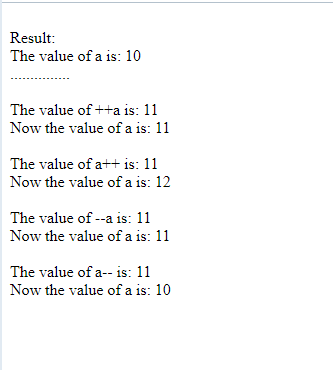 Result:
The value of a is: 10
...............
The value of ++a is: 11
Now the value of a is: 11
The value of a++ is: 11
Now the value of a is: 12
The value of --a is: 11
Now the value of a is: 11
The value of a-- is: 11
Now the value of a is: 10